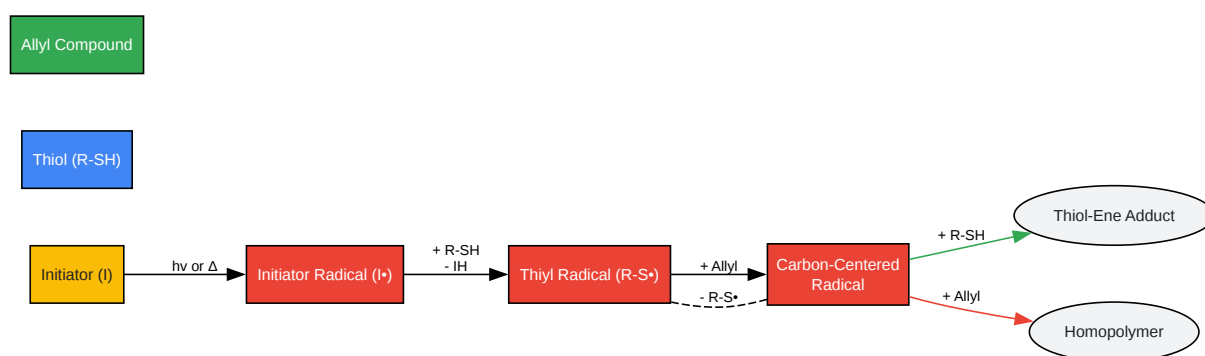 Allyl Compound
Thiol (R-SH)
Initiator (I)
hv or Δ
Initiator Radical (I•)
+ R-SH
- IH
Thiyl Radical (R-S•)
+ Allyl
- R-S•
Carbon-Centered
Radical
+ R-SH
Thiol-Ene Adduct
+ Allyl
Homopolymer